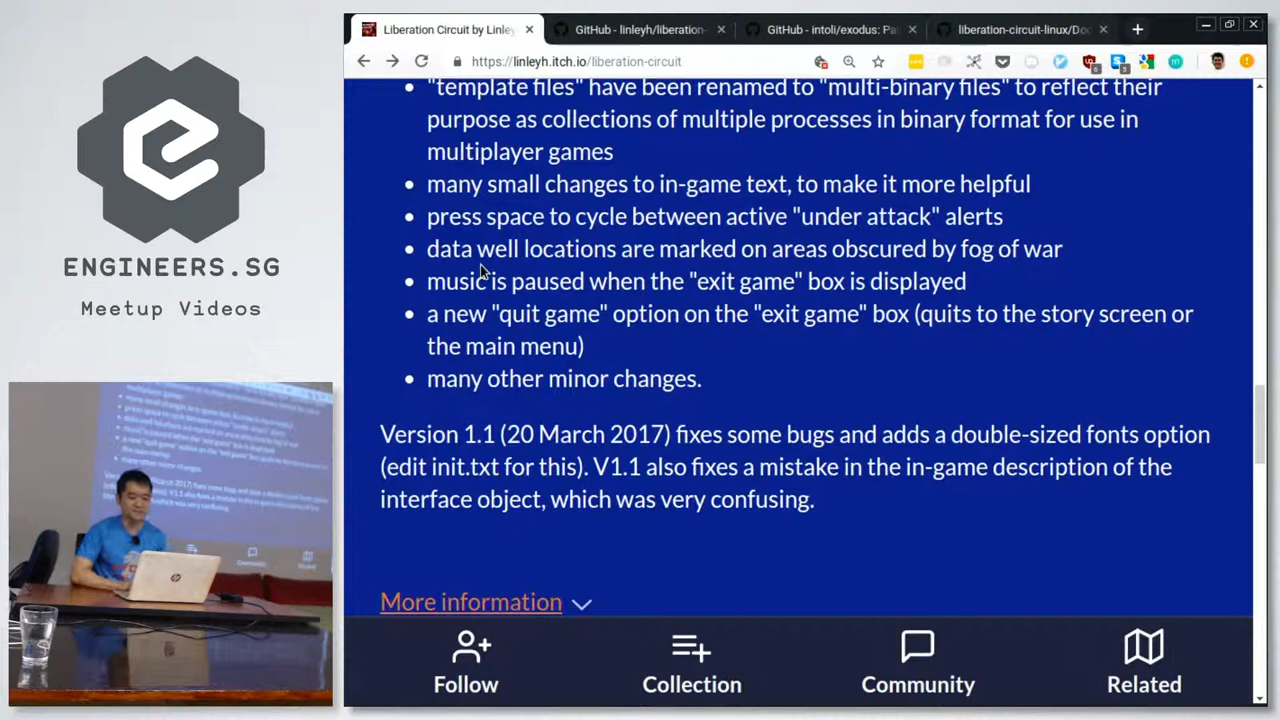 ENGINEERS.SG
Meetup Videos
Liberation Circuit by Linley
GitHub - linleyh/liberation-
GitHub - intoli/exodus: Pa
liberation-circuit-linux/Doc
https://linleyh.itch.io/liberation-circuit
"template files" have been renamed to "multi-binary files" to reflect their
purpose as collections of multiple processes in binary format for use in
multiplayer games
many small changes to in-game text, to make it more helpful
press space to cycle between active "under attack" alerts
data well locations are marked on areas obscured by fog of war
music is paused when the "exit game" box is displayed
a new "quit game" option on the "exit game" box (quits to the story screen or
the main menu)
many other minor changes.
Version 1.1 (20 March 2017) fixes some bugs and adds a double-sized fonts option
(edit init.txt for this). V1.1 also fixes a mistake in the in-game description of the
interface object, which was very confusing.
More information
Follow
Collection
Community
Related